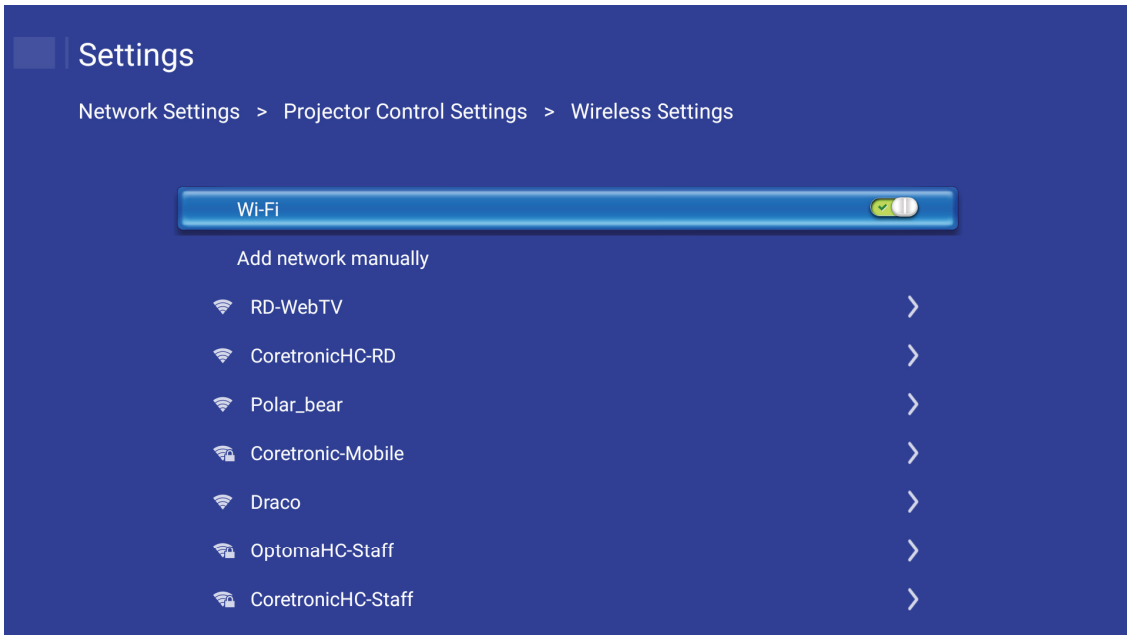 Settings
Network Settings > Projector Control Settings > Wireless Settings
Wi-Fi
Add network manually
RD-WebTV
CoretronicHC-RD
Polar_bear
Coretronic-Mobile
Draco
OptomaHC-Staff
CoretronicHC-Staff